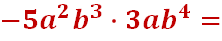 −5a²b³ · 3ab⁴ =